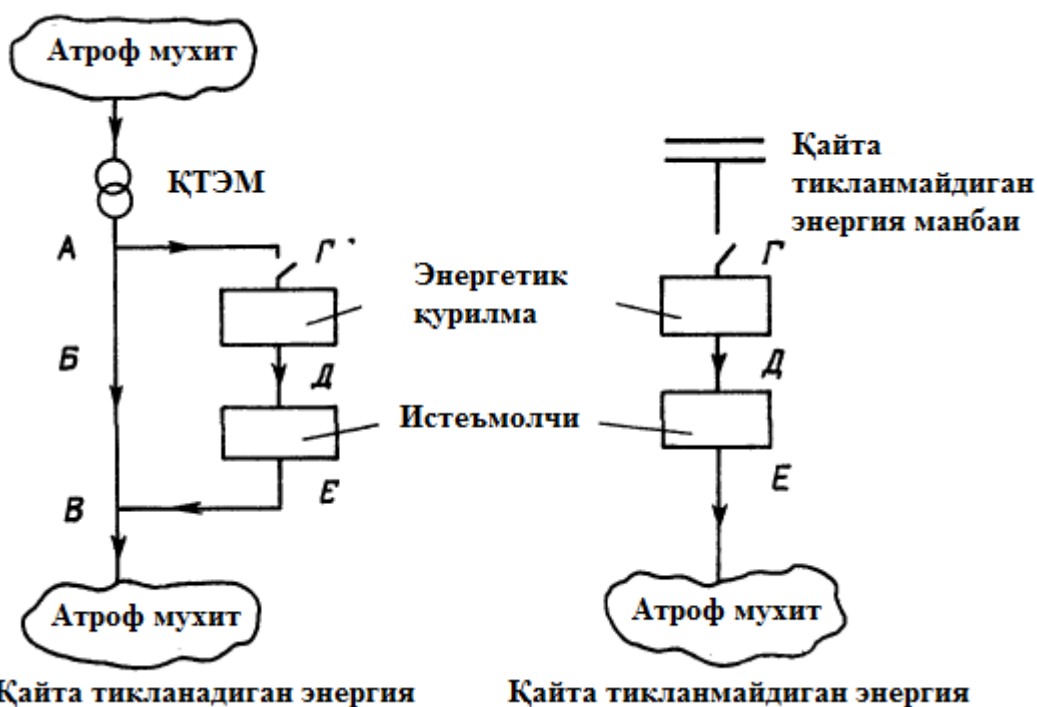 Атроф мухит
ҚТЭМ
Қайта
тикланмайдиган
энергия манбаи
А
Г
Г
Энергетик
қурилма
Б
Д
Д
Истеъмолчи
В
Е
Е
Атроф мухит
Атроф мухит
Қайта тикланадиган энергия
Қайта тикланмайдиган энергия